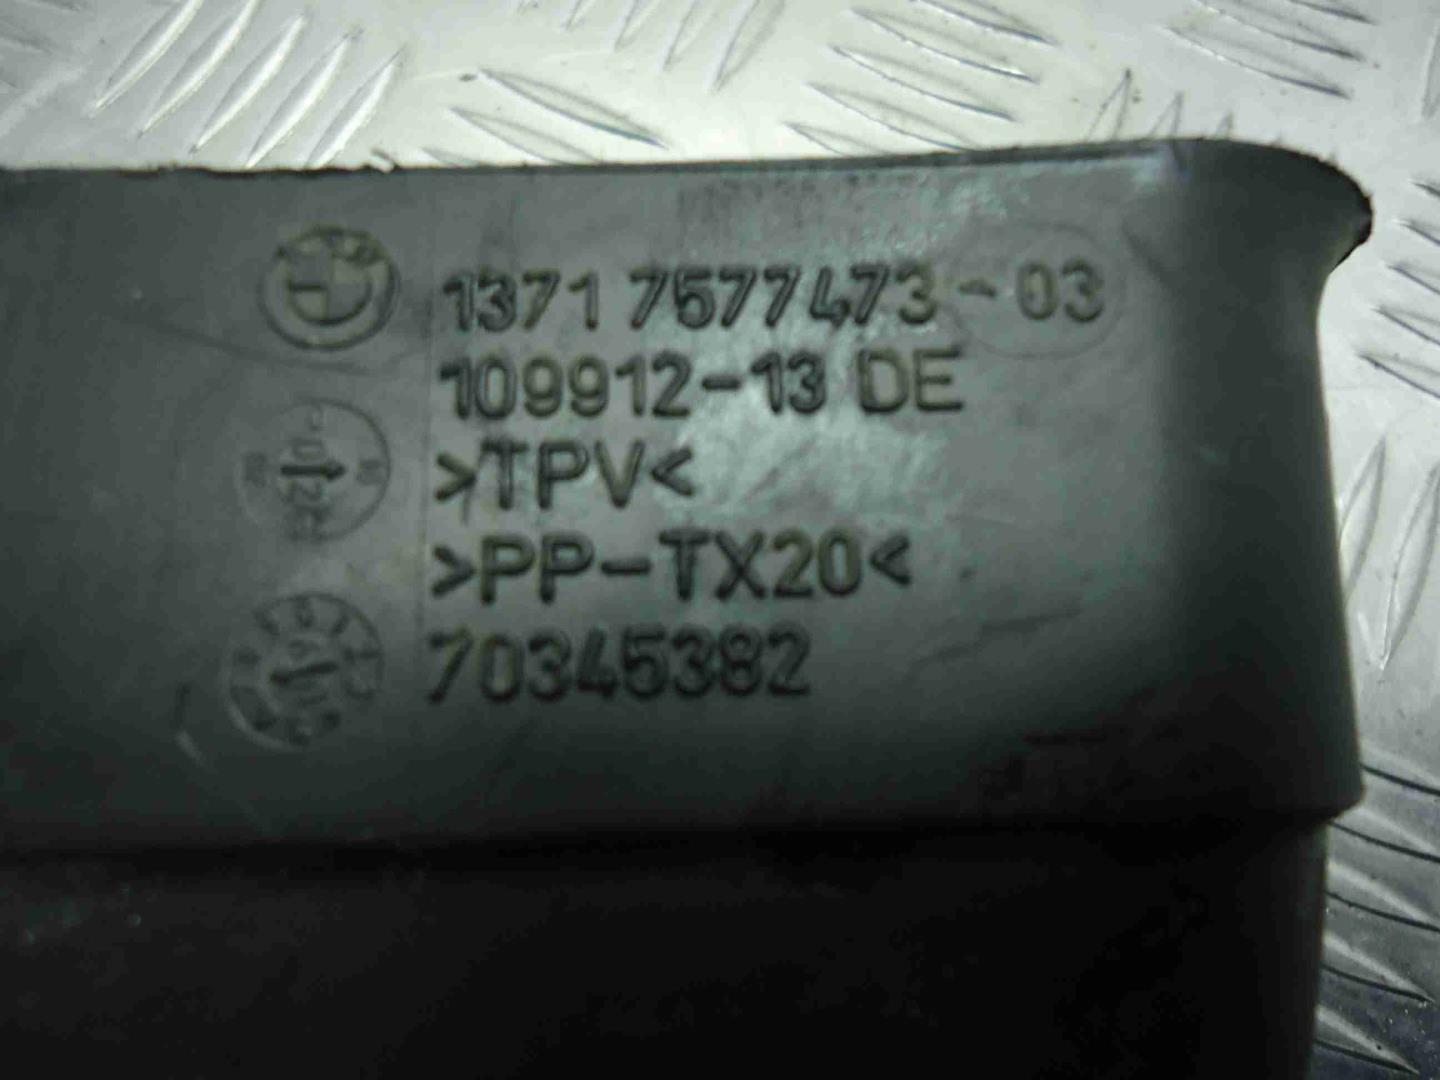 1371 7577473-03
109912-13 DE
>TPV<
>PP-TX20<
70345382